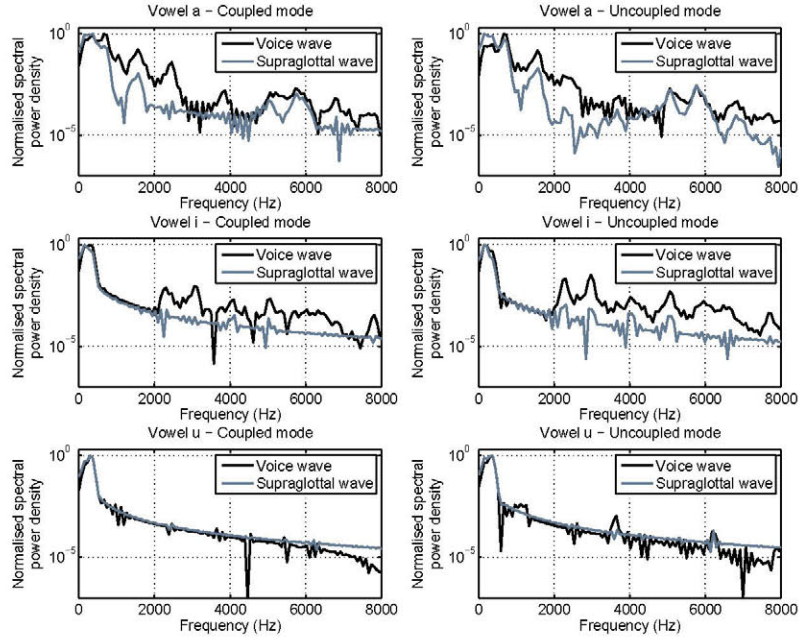 Vowel a – Coupled mode
Normalised spectral
power density
10^0
10^-5
Voice wave
Supraglottal wave
0 2000 4000 6000 8000
Frequency (Hz)
Vowel a – Uncoupled mode
Normalised spectral
power density
10^0
10^-5
Voice wave
Supraglottal wave
0 2000 4000 6000 8000
Frequency (Hz)
Vowel i – Coupled mode
Normalised spectral
power density
10^0
10^-5
Voice wave
Supraglottal wave
0 2000 4000 6000 8000
Frequency (Hz)
Vowel i – Uncoupled mode
Normalised spectral
power density
10^0
10^-5
Voice wave
Supraglottal wave
0 2000 4000 6000 8000
Frequency (Hz)
Vowel u – Coupled mode
Normalised spectral
power density
10^0
10^-5
Voice wave
Supraglottal wave
0 2000 4000 6000 8000
Frequency (Hz)
Vowel u – Uncoupled mode
Normalised spectral
power density
10^0
10^-5
Voice wave
Supraglottal wave
0 2000 4000 6000 8000
Frequency (Hz)